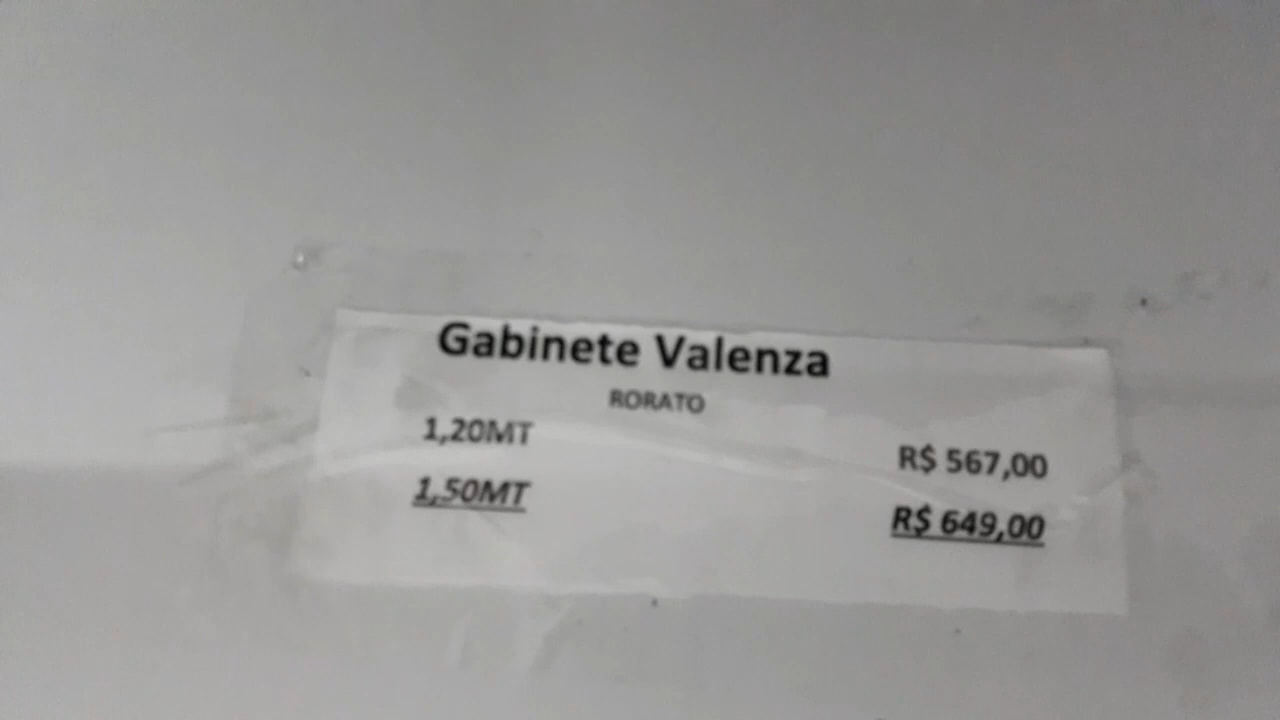 Gabinete Valenza
RORATO
1,20MT R$ 567,00
1,50MT R$ 649,00